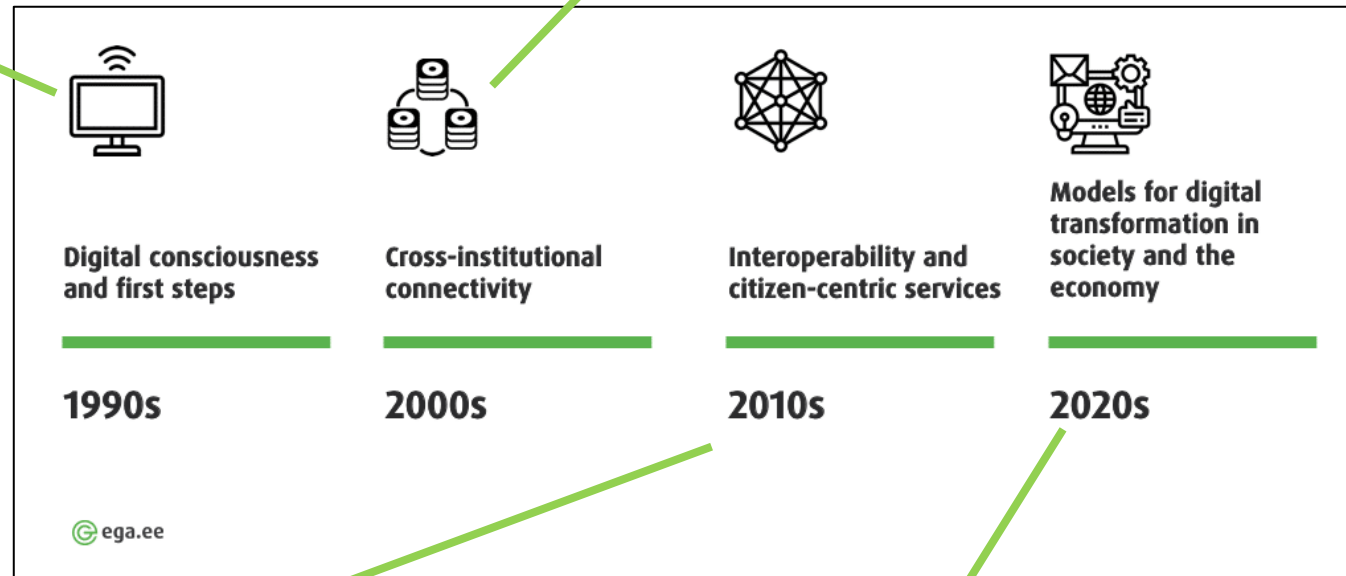 Digital consciousness
and first steps
1990s
Cross-institutional
connectivity
2000s
Interoperability and
citizen-centric services
2010s
Models for digital
transformation in
society and the
economy
2020s
ega.ee